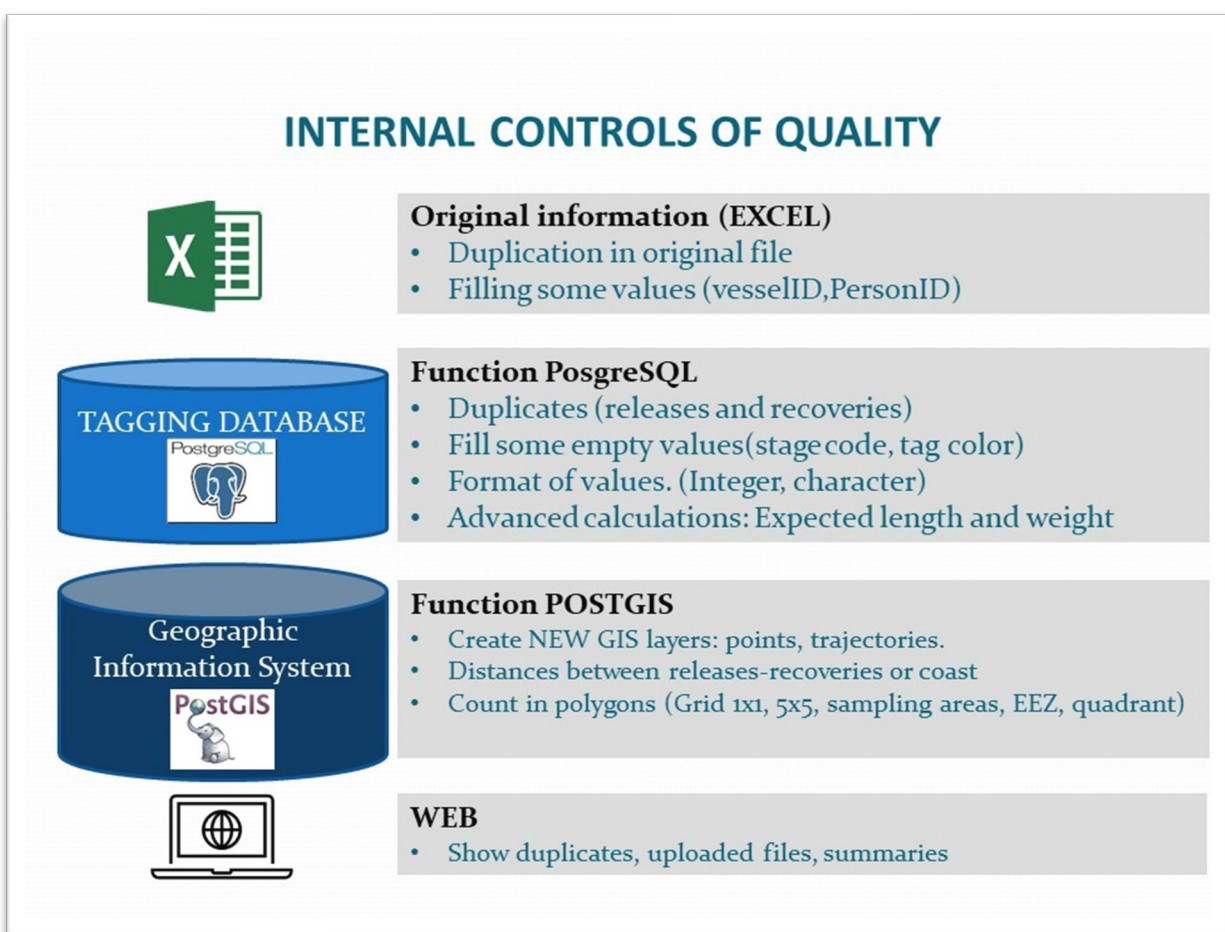 INTERNAL CONTROLS OF QUALITY
X
Original information (EXCEL)
• Duplication in original file
• Filling some values (vesselID,PersonID)
TAGGING DATABASE
PostgreSQL
Function PosgreSQL
• Duplicates (releases and recoveries)
• Fill some empty values(stage code, tag color)
• Format of values. (Integer, character)
• Advanced calculations: Expected length and weight
Geographic
Information System
PostGIS
Function POSTGIS
• Create NEW GIS layers: points, trajectories.
• Distances between releases-recoveries or coast
• Count in polygons (Grid 1x1, 5x5, sampling areas, EEZ, quadrant)
WEB
• Show duplicates, uploaded files, summaries